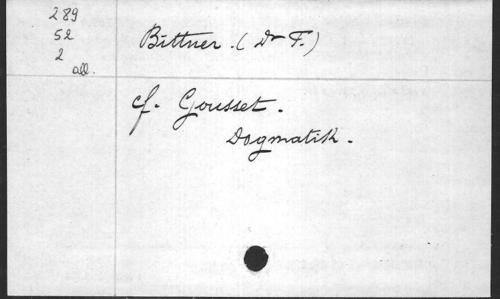 289
52
2
all.
Bittner. (Dr F.)
cf. Gousset.
Dogmatik.